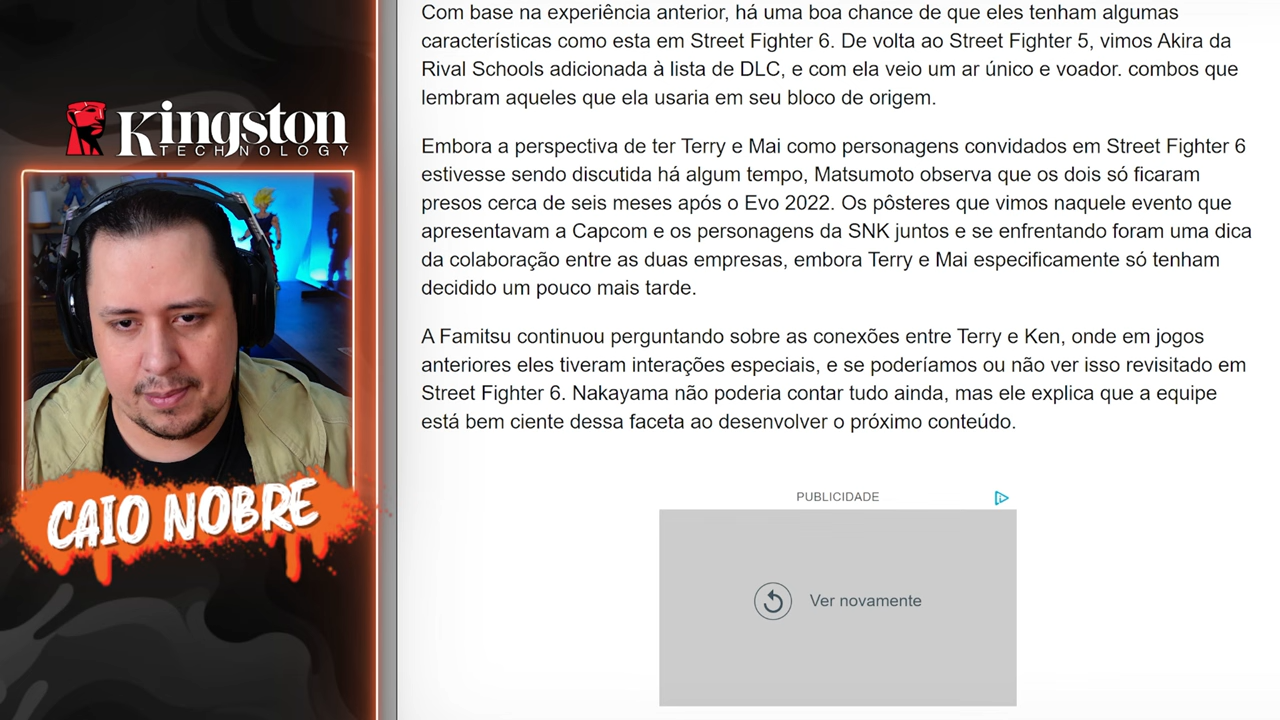 Kingston
TECHNOLOGY
CAIO NOBRE
Com base na experiência anterior, há uma boa chance de que eles tenham algumas
características como esta em Street Fighter 6. De volta ao Street Fighter 5, vimos Akira da
Rival Schools adicionada à lista de DLC, e com ela veio um ar único e voador. combos que
lembram aqueles que ela usaria em seu bloco de origem.
Embora a perspectiva de ter Terry e Mai como personagens convidados em Street Fighter 6
estivesse sendo discutida há algum tempo, Matsumoto observa que os dois só ficaram
presos cerca de seis meses após o Evo 2022. Os pôsteres que vimos naquele evento que
apresentavam a Capcom e os personagens da SNK juntos e se enfrentando foram uma dica
da colaboração entre as duas empresas, embora Terry e Mai especificamente só tenham
decidido um pouco mais tarde.
A Famitsu continuou perguntando sobre as conexões entre Terry e Ken, onde em jogos
anteriores eles tiveram interações especiais, e se poderíamos ou não ver isso revisitado em
Street Fighter 6. Nakayama não poderia contar tudo ainda, mas ele explica que a equipe
está bem ciente dessa faceta ao desenvolver o próximo conteúdo.
PUBLICIDADE
Ver novamente